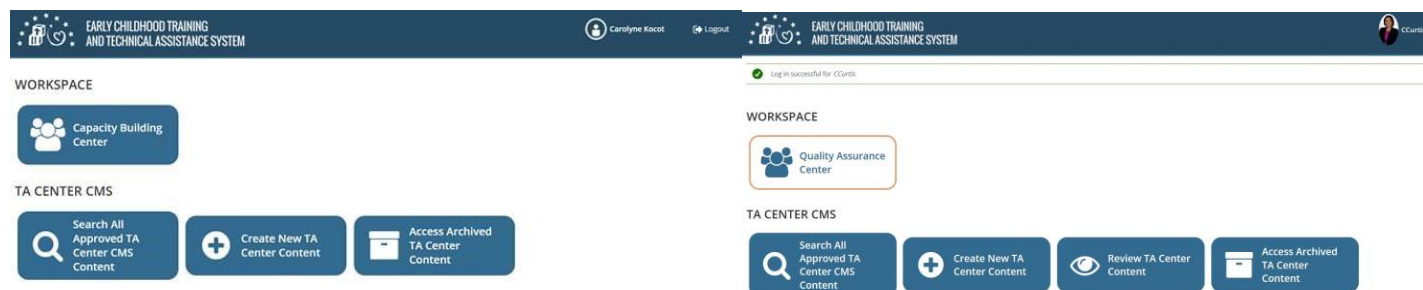 EARLY CHILDHOOD TRAINING
AND TECHNICAL ASSISTANCE SYSTEM
Carolyne Kocot
Logout
WORKSPACE
Capacity Building
Center
TA CENTER CMS
Search All
Approved TA
Center CMS
Content
Create New TA
Center Content
Access Archived
TA Center
Content
EARLY CHILDHOOD TRAINING
AND TECHNICAL ASSISTANCE SYSTEM
CCurtis
Log in successful for CCurtis.
WORKSPACE
Quality Assurance
Center
TA CENTER CMS
Search All
Approved TA
Center CMS
Content
Create New TA
Center Content
Review TA Center
Content
Access Archived
TA Center
Content